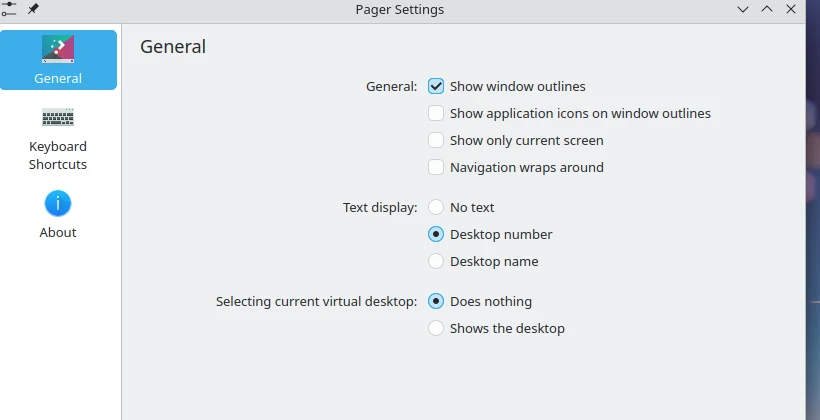 Pager Settings
General
General
General: Show window outlines
Show application icons on window outlines
Show only current screen
Navigation wraps around
Keyboard
Shortcuts
Text display: No text
Desktop number
Desktop name
About
Selecting current virtual desktop: Does nothing
Shows the desktop